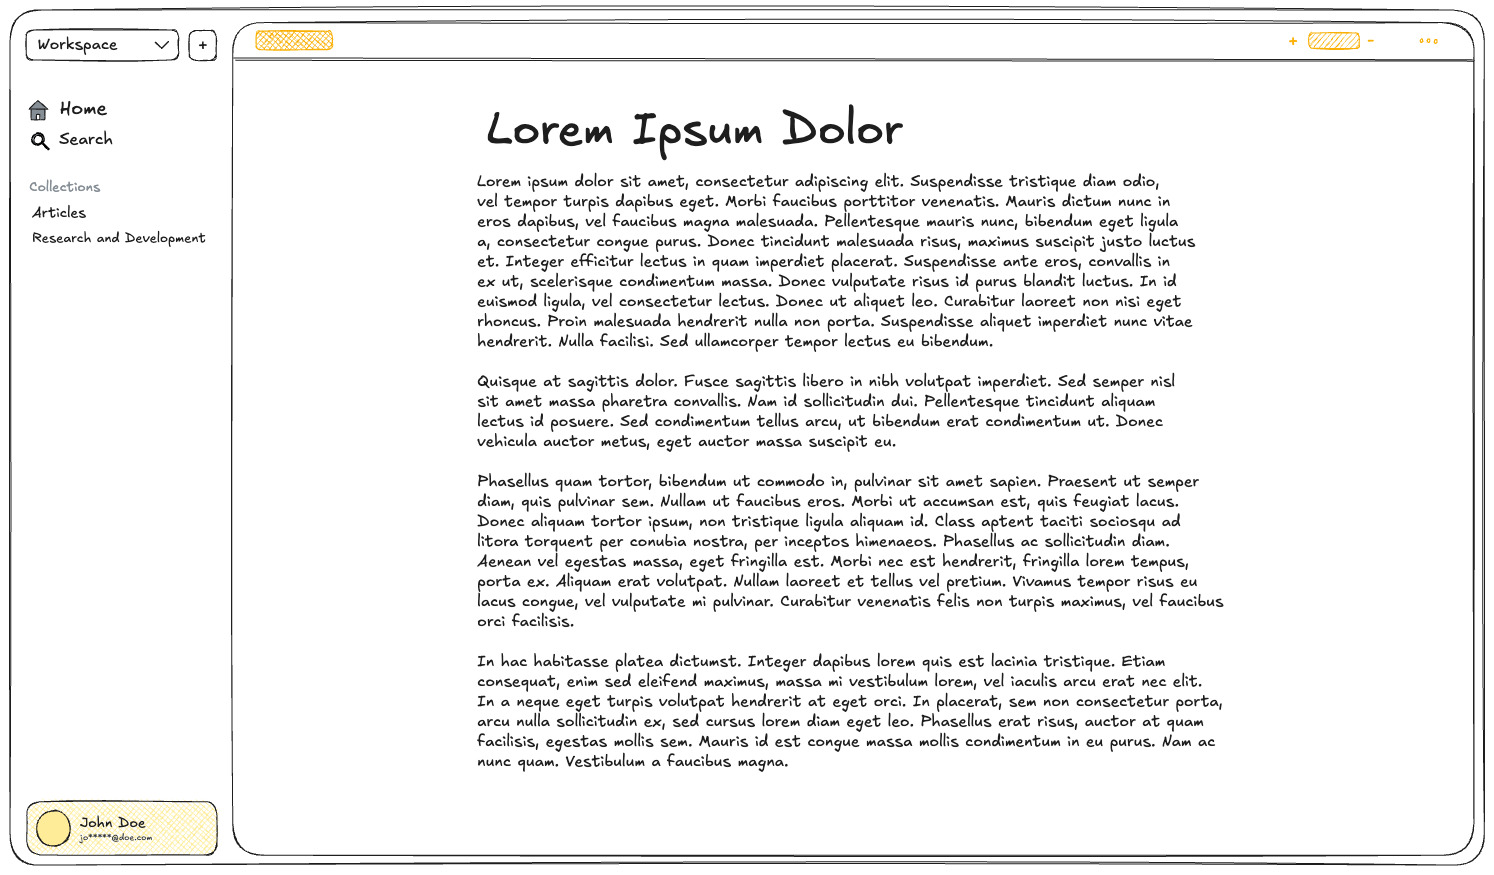 Workspace
+
Home
Search
Collections
Articles
Research and Development
John Doe
jo*****@doe.com
+ -
Lorem Ipsum Dolor
Lorem ipsum dolor sit amet, consectetur adipiscing elit. Suspendisse tristique diam odio,
vel tempor turpis dapibus eget. Morbi faucibus porttitor venenatis. Mauris dictum nunc in
eros dapibus, vel faucibus magna malesuada. Pellentesque mauris nunc, bibendum eget ligula
a, consectetur congue purus. Donec tincidunt malesuada risus, maximus suscipit justo luctus
et. Integer efficitur lectus in quam imperdiet placerat. Suspendisse ante eros, convallis in
ex ut, scelerisque condimentum massa. Donec vulputate risus id purus blandit luctus. In id
euismod ligula, vel consectetur lectus. Donec ut aliquet leo. Curabitur laoreet non nisi eget
rhoncus. Proin malesuada hendrerit nulla non porta. Suspendisse aliquet imperdiet nunc vitae
hendrerit. Nulla facilisi. Sed ullamcorper tempor lectus eu bibendum.
Quisque at sagittis dolor. Fusce sagittis libero in nibh volutpat imperdiet. Sed semper nisl
sit amet massa pharetra convallis. Nam id sollicitudin dui. Pellentesque tincidunt aliquam
lectus id posuere. Sed condimentum tellus arcu, ut bibendum erat condimentum ut. Donec
vehicula auctor metus, eget auctor massa suscipit eu.
Phasellus quam tortor, bibendum ut commodo in, pulvinar sit amet sapien. Praesent ut semper
diam, quis pulvinar sem. Nullam ut faucibus eros. Morbi ut accumsan est, quis feugiat lacus.
Donec aliquam tortor ipsum, non tristique ligula aliquam id. Class aptent taciti sociosqu ad
litora torquent per conubia nostra, per inceptos himenaeos. Phasellus ac sollicitudin diam.
Aenean vel egestas massa, eget fringilla est. Morbi nec est hendrerit, fringilla lorem tempus,
porta ex. Aliquam erat volutpat. Nullam laoreet et tellus vel pretium. Vivamus tempor risus eu
lacus congue, vel vulputate mi pulvinar. Curabitur venenatis felis non turpis maximus, vel faucibus
orci facilisis.
In hac habitasse platea dictumst. Integer dapibus lorem quis est lacinia tristique. Etiam
consequat, enim sed eleifend maximus, massa mi vestibulum lorem, vel iaculis arcu erat nec elit.
In a neque eget turpis volutpat hendrerit at eget orci. In placerat, sem non consectetur porta,
arcu nulla sollicitudin ex, sed cursus lorem diam eget leo. Phasellus erat risus, auctor at quam
facilisis, egestas mollis sem. Mauris id est congue massa mollis condimentum in eu purus. Nam ac
nunc quam. Vestibulum a faucibus magna.